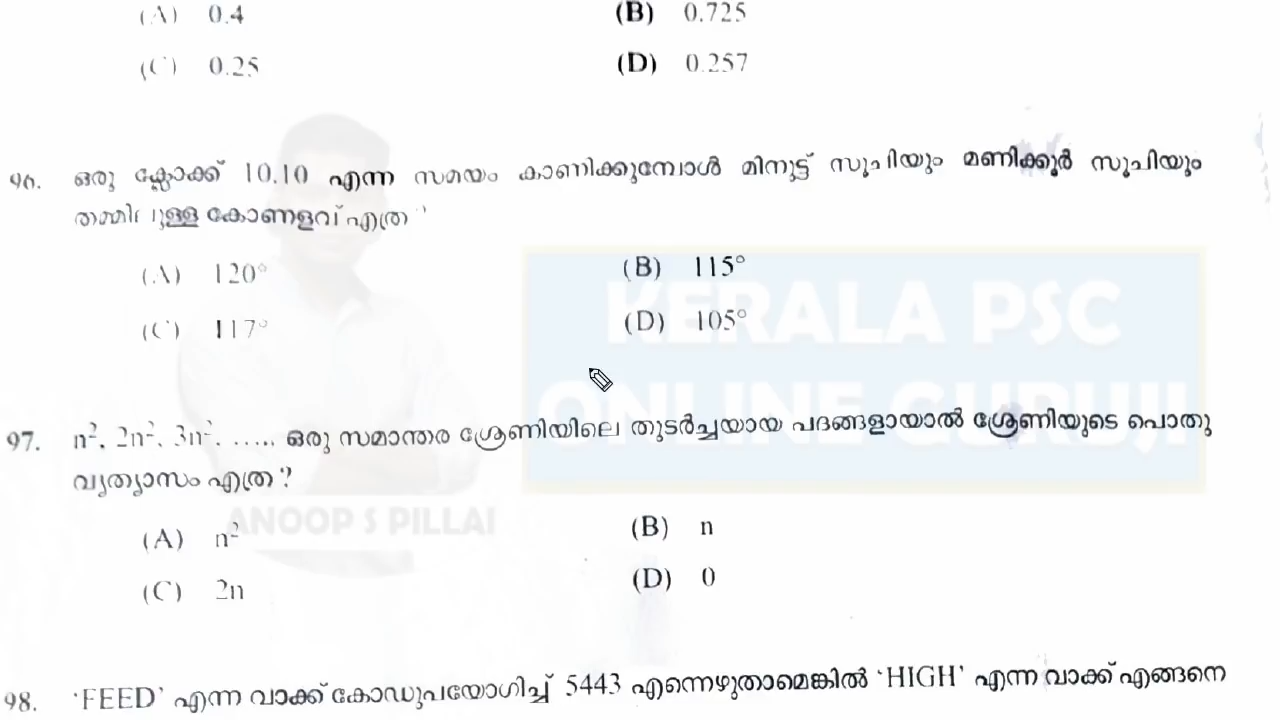 (A) 0.4 (B) 0.725
(C) 0.25 (D) 0.257
96. ഒരു ക്ലോക്ക് 10.10 എന്ന സമയം കാണിക്കുമ്പോൾ മിനുട്ട് സൂചിയും മണിക്കൂർ സൂചിയും
തമ്മിലുള്ള കോണളവ് എത്ര ?
(A) 120° (B) 115°
(C) 117° (D) 105°
KERALA PSC
ONLINE GURUJI
97. n², 2n², 3n², ..... ഒരു സമാന്തര ശ്രേണിയിലെ തുടർച്ചയായ പദങ്ങളായാൽ ശ്രേണിയുടെ പൊതു
വ്യത്യാസം എത്ര ?
ANOOP S PILLAI
(A) n² (B) n
(C) 2n (D) 0
98. 'FEED' എന്ന വാക്ക് കോഡുപയോഗിച്ച് 5443 എന്നെഴുതാമെങ്കിൽ 'HIGH' എന്ന വാക്ക് എങ്ങനെ